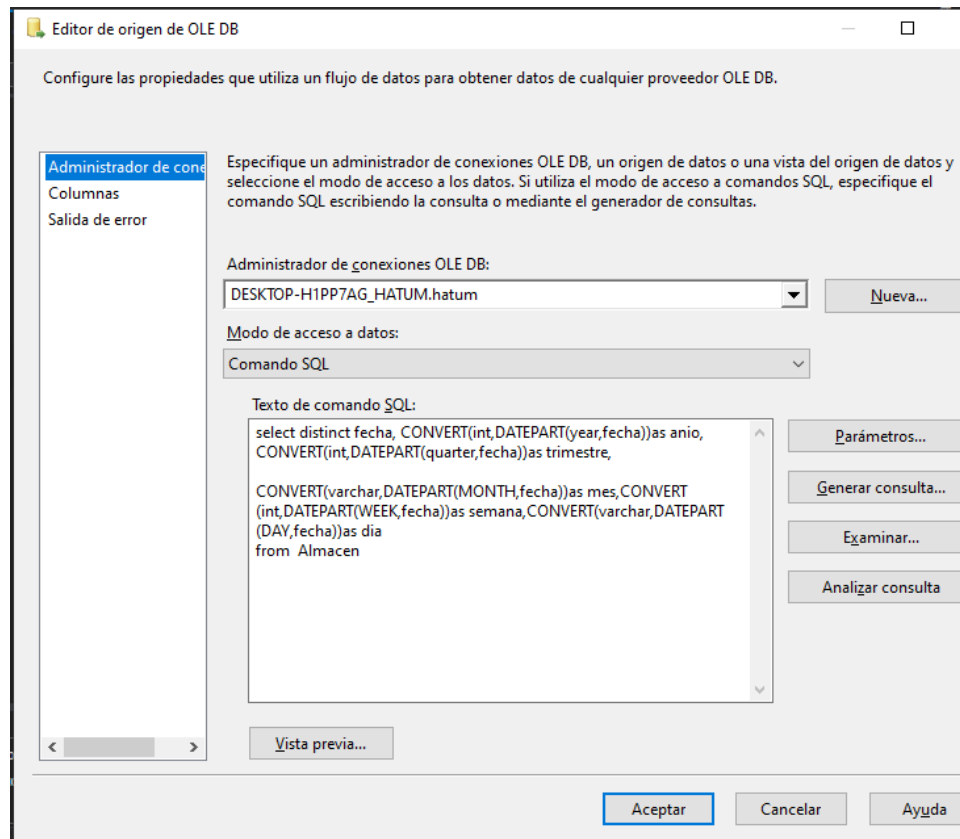 Editor de origen de OLE DB
Configure las propiedades que utiliza un flujo de datos para obtener datos de cualquier proveedor OLE DB.
Administrador de cone
Columnas
Salida de error
Especifique un administrador de conexiones OLE DB, un origen de datos o una vista del origen de datos y
seleccione el modo de acceso a los datos. Si utiliza el modo de acceso a comandos SQL, especifique el
comando SQL escribiendo la consulta o mediante el generador de consultas.
Administrador de conexiones OLE DB:
DESKTOP-H1PP7AG_HATUM.hatum
Nueva...
Modo de acceso a datos:
Comando SQL
Texto de comando SQL:
select distinct fecha, CONVERT(int,DATEPART(year,fecha))as anio,
CONVERT(int,DATEPART(quarter,fecha))as trimestre,
CONVERT(varchar,DATEPART(MONTH,fecha))as mes,CONVERT
(int,DATEPART(WEEK,fecha))as semana,CONVERT(varchar,DATEPART
(DAY,fecha))as dia
from  Almacen
Parámetros...
Generar consulta...
Examinar...
Analizar consulta
Vista previa...
Aceptar
Cancelar
Ayuda